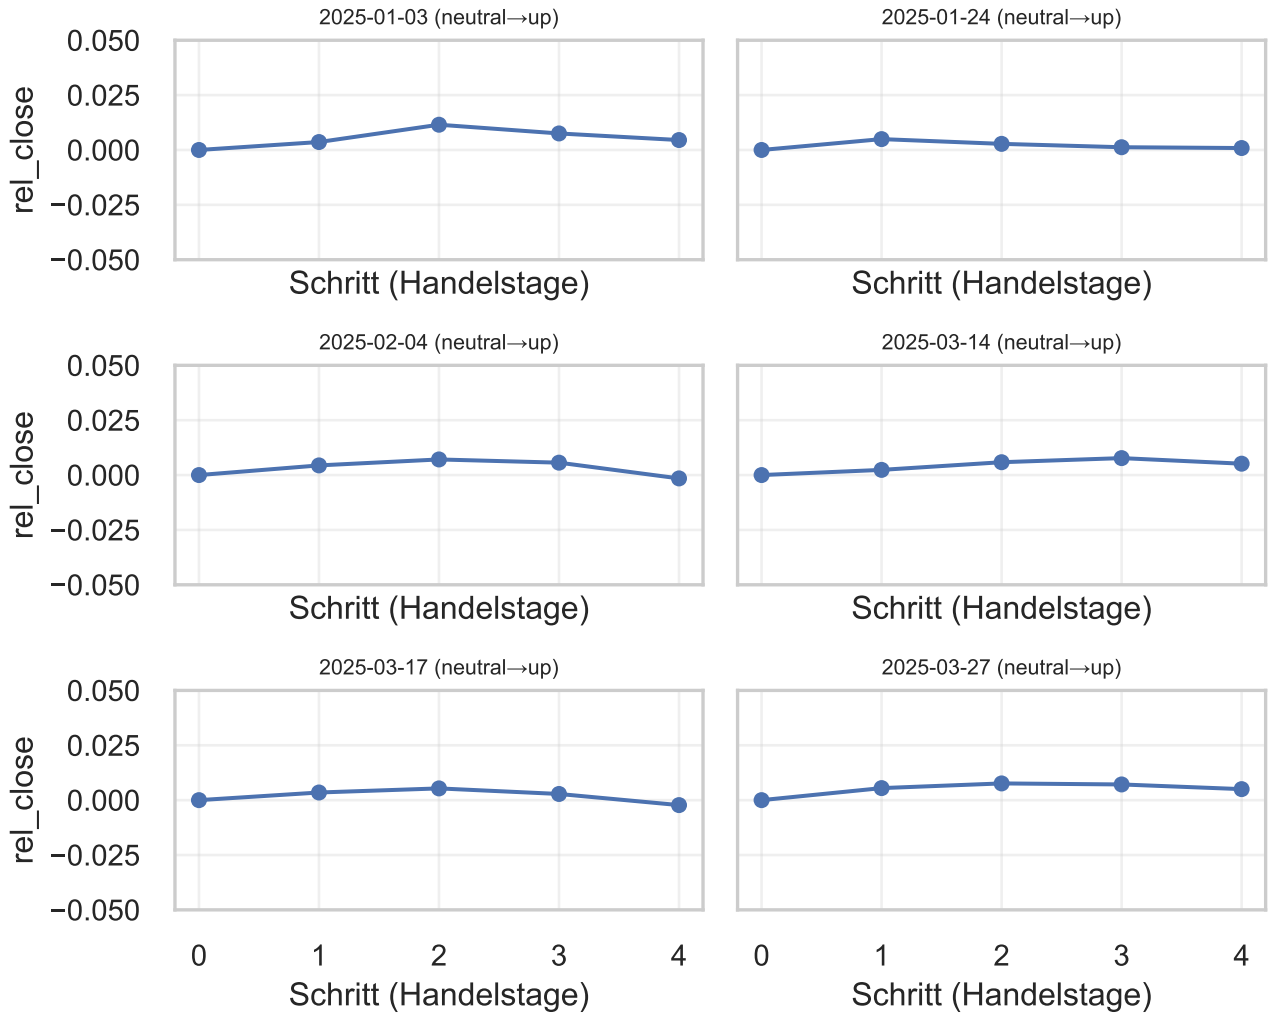 2025-01-03 (neutral→up)
0.050
0.025
0.000
−0.025
−0.050
rel_close
Schritt (Handelstage)
2025-01-24 (neutral→up)
Schritt (Handelstage)
2025-02-04 (neutral→up)
0.050
0.025
0.000
−0.025
−0.050
rel_close
Schritt (Handelstage)
2025-03-14 (neutral→up)
Schritt (Handelstage)
2025-03-17 (neutral→up)
0.050
0.025
0.000
−0.025
−0.050
rel_close
0 1 2 3 4
Schritt (Handelstage)
2025-03-27 (neutral→up)
0 1 2 3 4
Schritt (Handelstage)